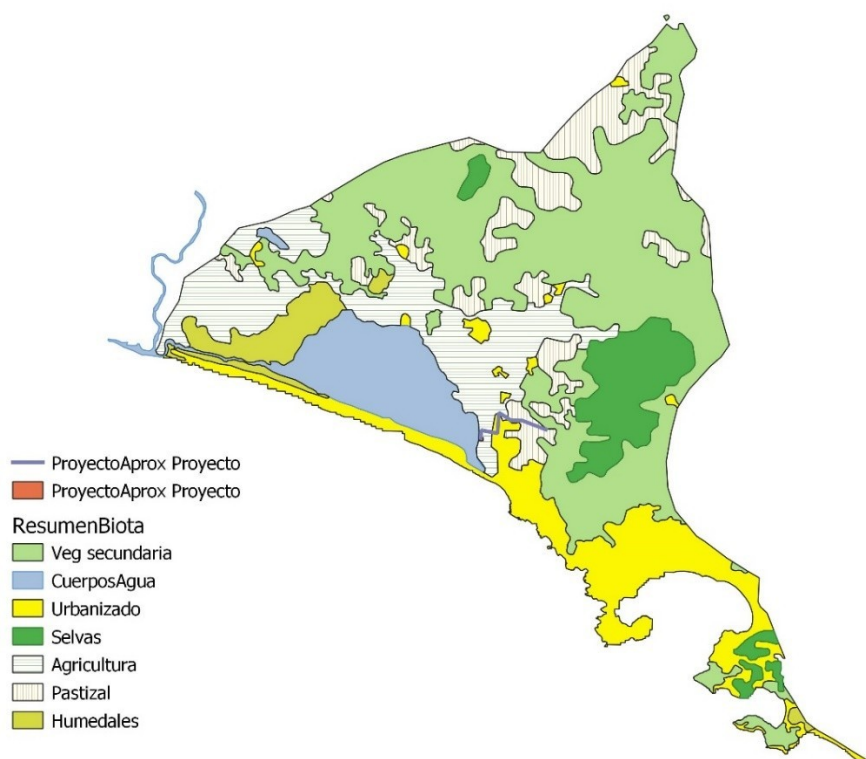 ProyectoAprox Proyecto
ProyectoAprox Proyecto
ResumenBiota
Veg secundaria
CuerposAgua
Urbanizado
Selvas
Agricultura
Pastizal
Humedales